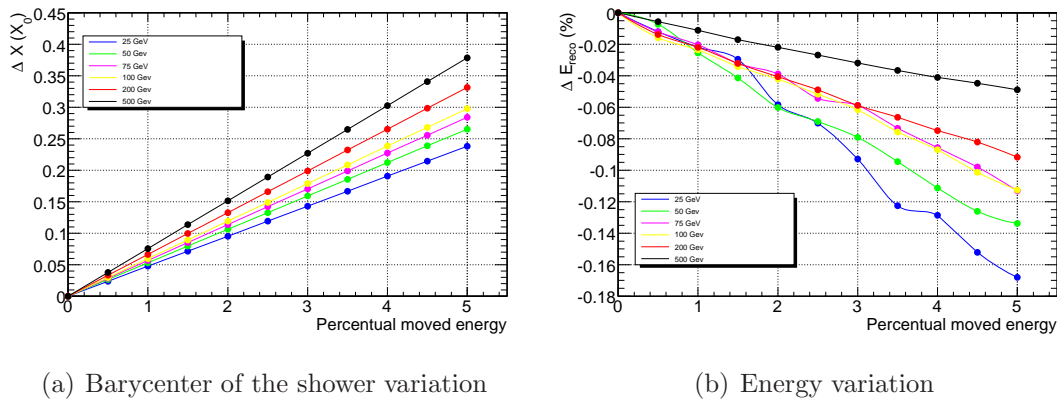 Δ X (X0)
0.45
0.4
0.35
0.3
0.25
0.2
0.15
0.1
0.05
0
25 GeV
50 Gev
75 GeV
100 Gev
200 Gev
500 Gev
0 1 2 3 4 5
Percentual moved energy
(a) Barycenter of the shower variation
Δ Ereco (%)
0
-0.02
-0.04
-0.06
-0.08
-0.1
-0.12
-0.14
-0.16
-0.18
25 GeV
50 Gev
75 GeV
100 Gev
200 Gev
500 Gev
0 1 2 3 4 5
Percentual moved energy
(b) Energy variation